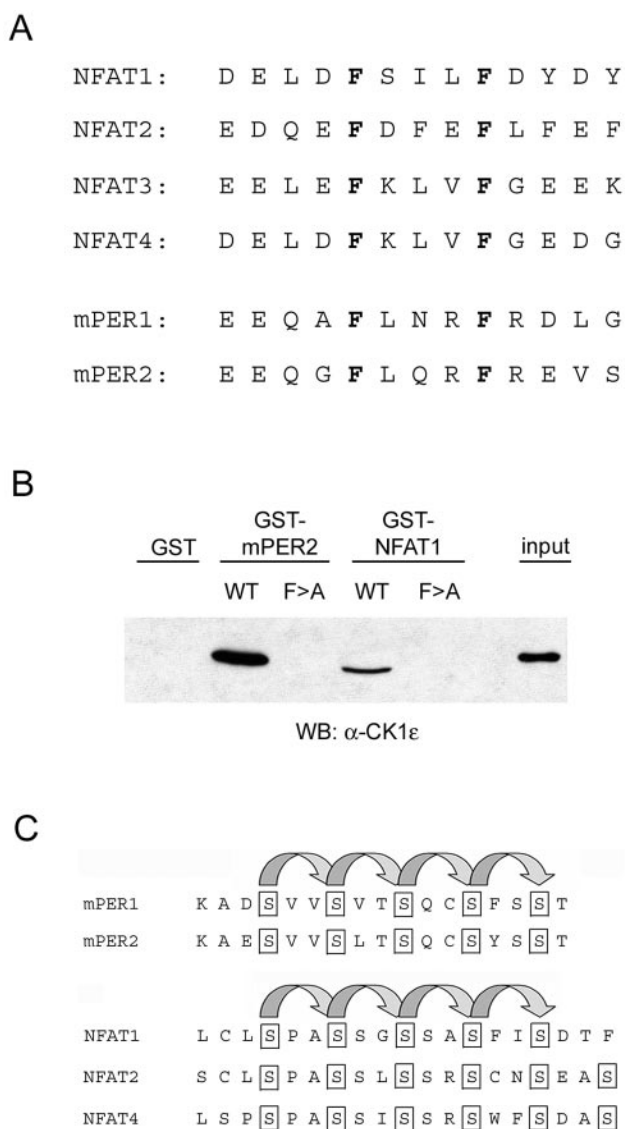 A
NFAT1: D E L D F S I L F D Y D Y
NFAT2: E D Q E F D F E F L F E F
NFAT3: E E L E F K L V F G E E K
NFAT4: D E L D F K L V F G E D G
mPER1: E E Q A F L N R F R D L G
mPER2: E E Q G F L Q R F R E V S
B
GST GST-mPER2 GST-NFAT1 input
WT F>A WT F>A
WB: α-CK1ε
C
mPER1 K A D S V V S V T S Q C S F S S T
mPER2 K A E S V V S L T S Q C S Y S S T
NFAT1 L C L S P A S S G S S A S F I S D T F
NFAT2 S C L S P A S S L S S R S C N S E A S
NFAT4 L S P S P A S S I S S R S W F S D A S